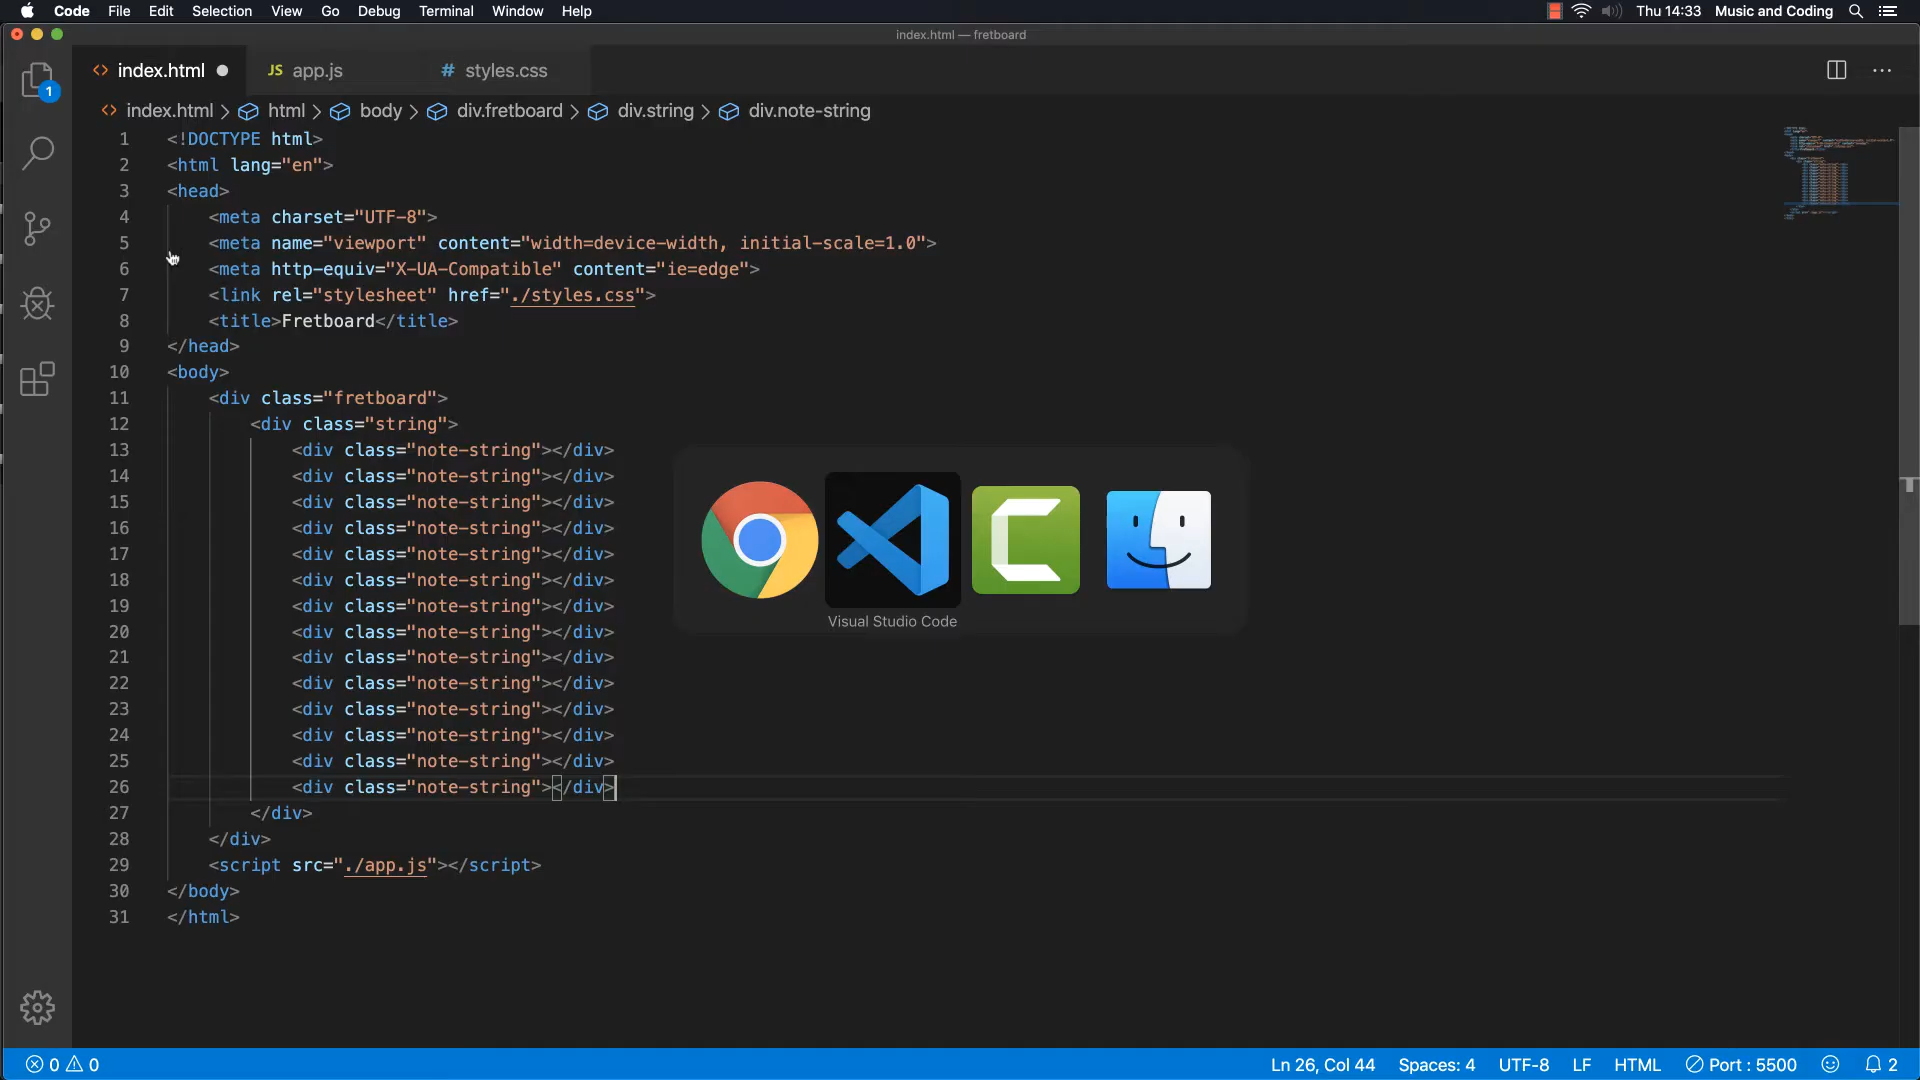 Code File Edit Selection View Go Debug Terminal Window Help Thu 14:33 Music and Coding
index.html — fretboard
1
<> index.html ● JS app.js # styles.css ···
<> index.html > html > body > div.fretboard > div.string > div.note-string
1 <!DOCTYPE html>
2 <html lang="en">
3 <head>
4 <meta charset="UTF-8">
5 <meta name="viewport" content="width=device-width, initial-scale=1.0">
6 <meta http-equiv="X-UA-Compatible" content="ie=edge">
7 <link rel="stylesheet" href="./styles.css">
8 <title>Fretboard</title>
9 </head>
10 <body>
11 <div class="fretboard">
12 <div class="string">
13 <div class="note-string"></div>
14 <div class="note-string"></div>
15 <div class="note-string"></div>
16 <div class="note-string"></div>
17 <div class="note-string"></div>
18 <div class="note-string"></div>
19 <div class="note-string"></div>
20 <div class="note-string"></div>
21 <div class="note-string"></div>
22 <div class="note-string"></div>
23 <div class="note-string"></div>
24 <div class="note-string"></div>
25 <div class="note-string"></div>
26 <div class="note-string"></div>
27 </div>
28 </div>
29 <script src="./app.js"></script>
30 </body>
31 </html>
Visual Studio Code
0 0 Ln 26, Col 44 Spaces: 4 UTF-8 LF HTML Port : 5500 2